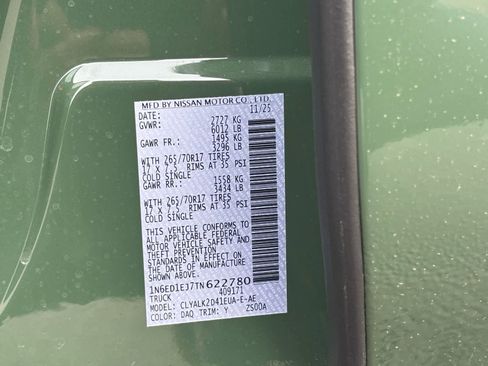 MFD BY NISSAN MOTOR CO., LTD.
DATE: 11/25
GVWR: 2727 KG
6012 LB
GAWR FR.: 1495 KG
3296 LB
WITH 265/70R17 TIRES
17 X 7.5 RIMS AT 35 PSI
COLD SINGLE
GAWR RR.: 1558 KG
3434 LB
WITH 265/70R17 TIRES
17 X 7.5 RIMS AT 35 PSI
COLD SINGLE
THIS VEHICLE CONFORMS TO
ALL APPLICABLE FEDERAL
MOTOR VEHICLE SAFETY AND
THEFT PREVENTION
STANDARDS IN EFFECT ON
THE DATE OF MANUFACTURE
SHOWN ABOVE.
1N6ED1EJ7TN622780
TRUCK 409171
MODEL: CLYALK2D41EUA-E-AE
COLOR: DAQ TRIM: Y ZS00A